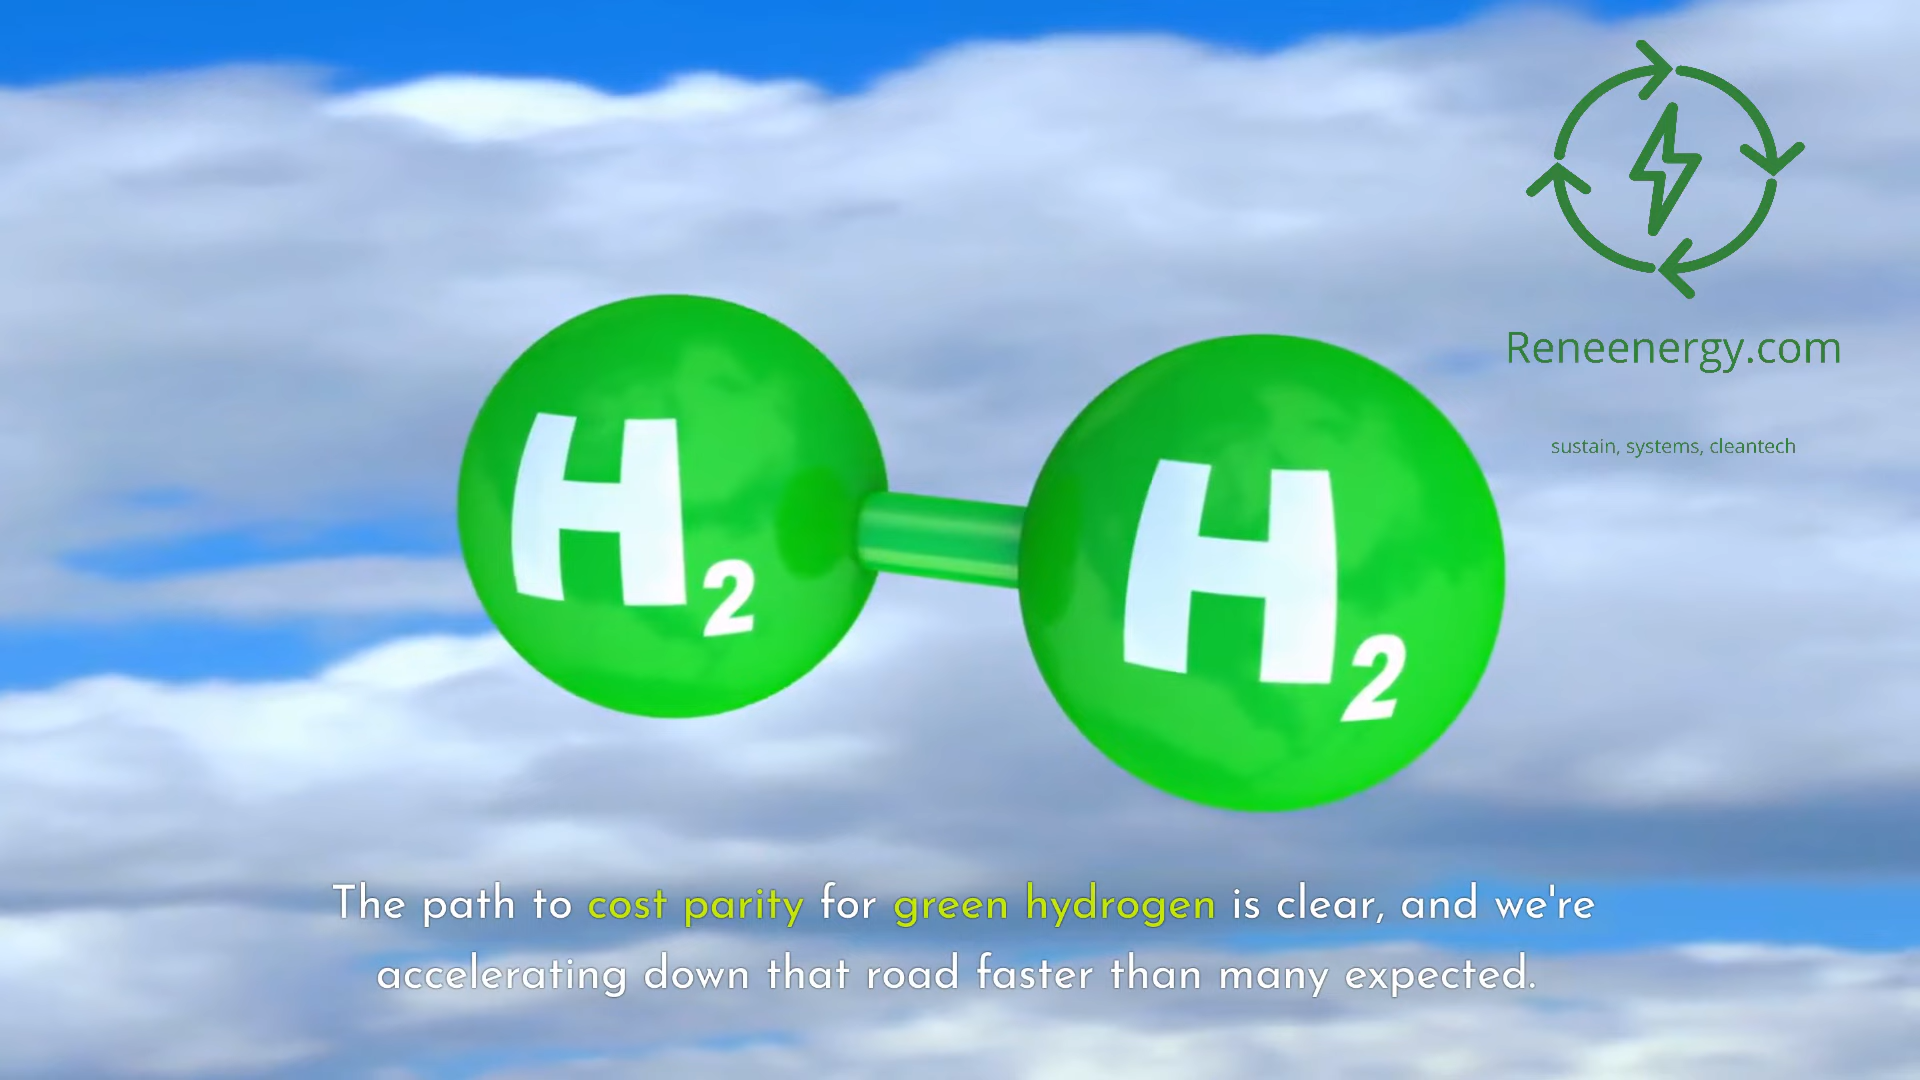 Reneenergy.com
sustain, systems, cleantech
H2
H2
The path to cost parity for green hydrogen is clear, and we're
accelerating down that road faster than many expected.